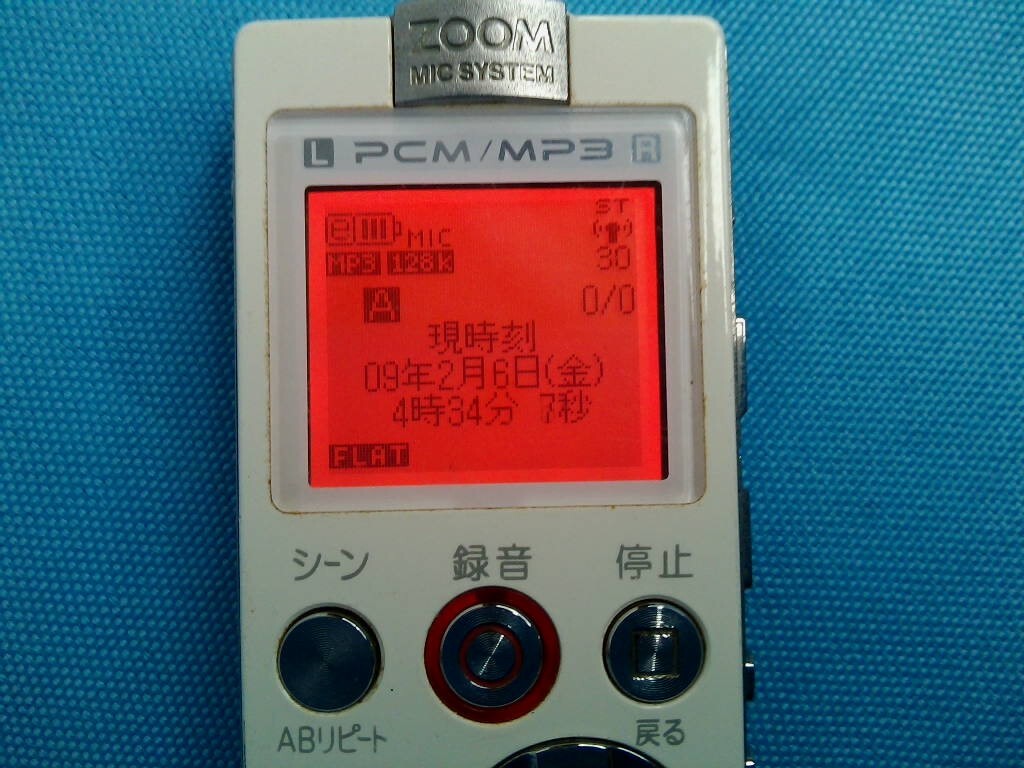 ZOOM
MIC SYSTEM
L PCM/MP3 R
ST
e MIC
MP3 128k 30
A 0/0
現時刻
09年2月6日(金)
4時34分 7秒
FLAT
シーン 録音 停止
ABリピート 戻る